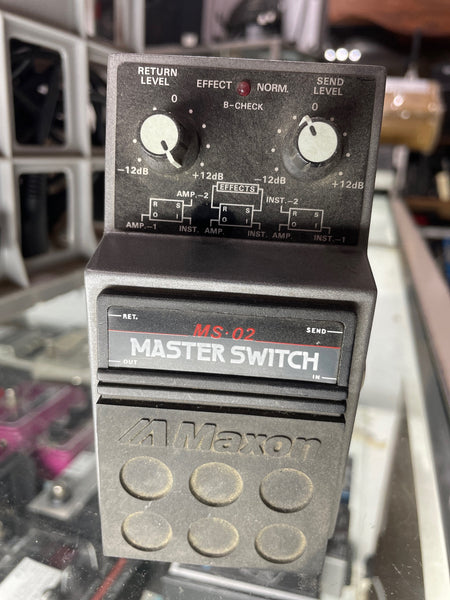 RETURN LEVEL
EFFECT NORM.
SEND LEVEL
0
B-CHECK
0
-12dB +12dB
-12dB +12dB
AMP.-2
EFFECTS
INST.-2
R S
O I
R S
O I
R S
O I
AMP.-1 INST.
AMP. INST.
AMP. INST.-1
RET. SEND
MS-02
MASTER SWITCH
OUT IN
Maxon